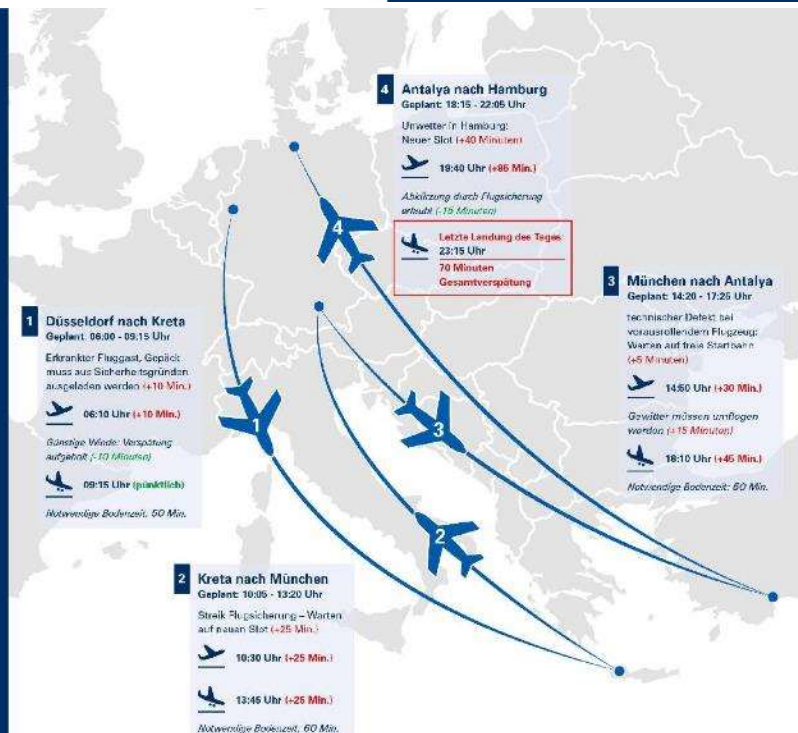 1 Düsseldorf nach Kreta
Geplant: 06:00 - 09:15 Uhr
Erkrankter Fluggast, Gepäck
muss aus Sicherheitsgründen
ausgeladen werden (+10 Min.)
06:10 Uhr (+10 Min.)
Günstige Winde: Verspätung
aufgeholt (-10 Minuten)
09:15 Uhr (pünktlich)
Notwendige Bodenzeit: 50 Min.
2 Kreta nach München
Geplant: 10:05 - 13:20 Uhr
Streik Flugsicherung – Warten
auf neuen Slot (+25 Min.)
10:30 Uhr (+25 Min.)
13:45 Uhr (+25 Min.)
Notwendige Bodenzeit: 60 Min.
3 München nach Antalya
Geplant: 14:20 - 17:25 Uhr
technischer Defekt bei
vorausrollendem Flugzeug:
Warten auf freie Startbahn
(+5 Minuten)
14:50 Uhr (+30 Min.)
Gewitter müssen umflogen
werden (+15 Minuten)
18:10 Uhr (+45 Min.)
Notwendige Bodenzeit: 50 Min.
4 Antalya nach Hamburg
Geplant: 18:15 - 22:05 Uhr
Unwetter in Hamburg:
Neuer Slot (+40 Minuten)
19:40 Uhr (+85 Min.)
Abkürzung durch Flugsicherung
erlaubt (-15 Minuten)
Letzte Landung des Tages
23:15 Uhr
70 Minuten
Gesamtverspätung
1
2
3
4